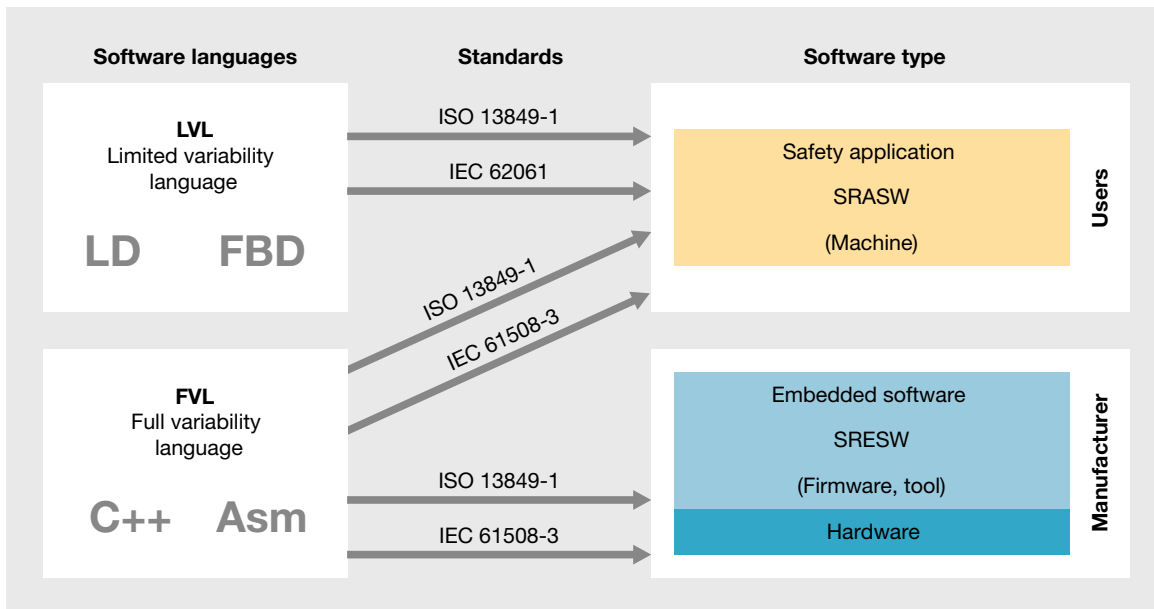 Software languages
Standards
Software type
LVL
Limited variability
language
LD
FBD
ISO 13849-1
IEC 62061
Safety application
SRASW
(Machine)
Users
ISO 13849-1
IEC 61508-3
FVL
Full variability
language
C++
Asm
ISO 13849-1
IEC 61508-3
Embedded software
SRESW
(Firmware, tool)
Hardware
Manufacturer